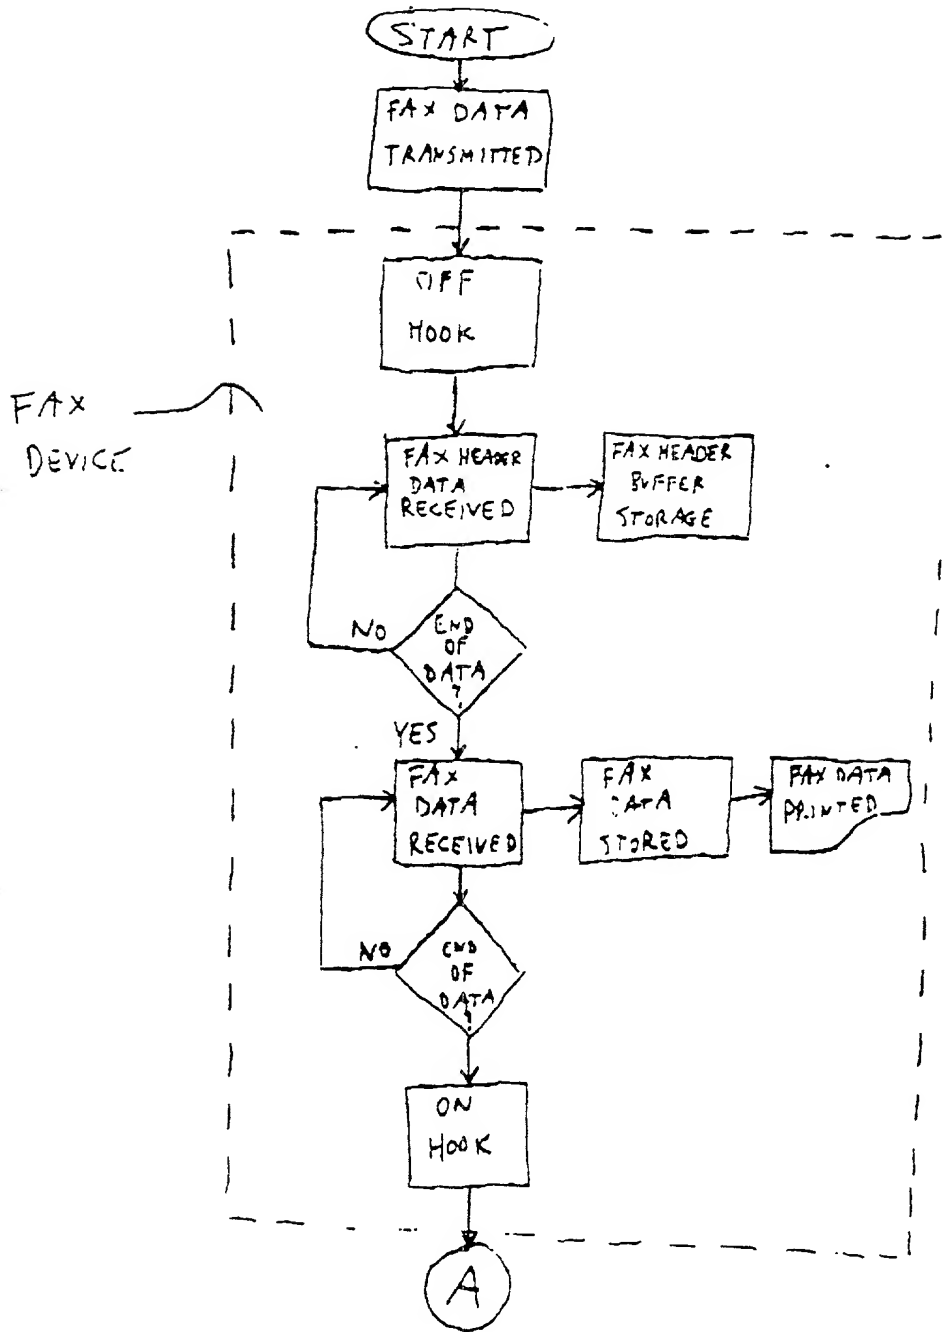 START
FAX DATA
TRANSMITTED
OFF
HOOK
FAX
DEVICE
FAX HEADER
DATA
RECEIVED
FAX HEADER
BUFFER
STORAGE
NO
END
OF
DATA
?
YES
FAX
DATA
RECEIVED
FAX
DATA
STORED
FAX DATA
PRINTED
NO
END
OF
DATA
?
ON
HOOK
A